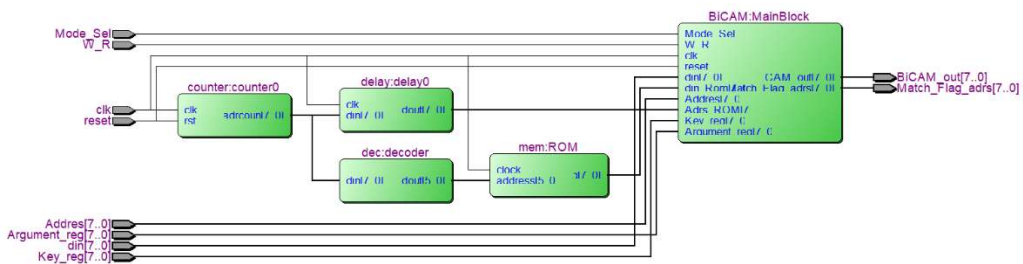 BiCAM:MainBlock
Mode_Sel
W_R
Mode_Sel
W_R
clk
reset
counter:counter0
delay:delay0
din[7..0]
CAM_out[7..0]
BiCAM_out[7..0]
din_Rom
Match_Flag_adrs[7..0]
Match_Flag_adrs[7..0]
clk
reset
clk
rst
adrcount[7..0]
clk
din[7..0]
dout[7..0]
Addres[7..0]
Adrs_ROM[7
Key_reg[7..0
Argument_reg[7..0
dec:decoder
mem:ROM
din[7..0]
dout[5..0]
clock
address[5..0]
q[7..0]
Addres[7..0]
Argument_reg[7..0]
din[7..0]
Key_reg[7..0]